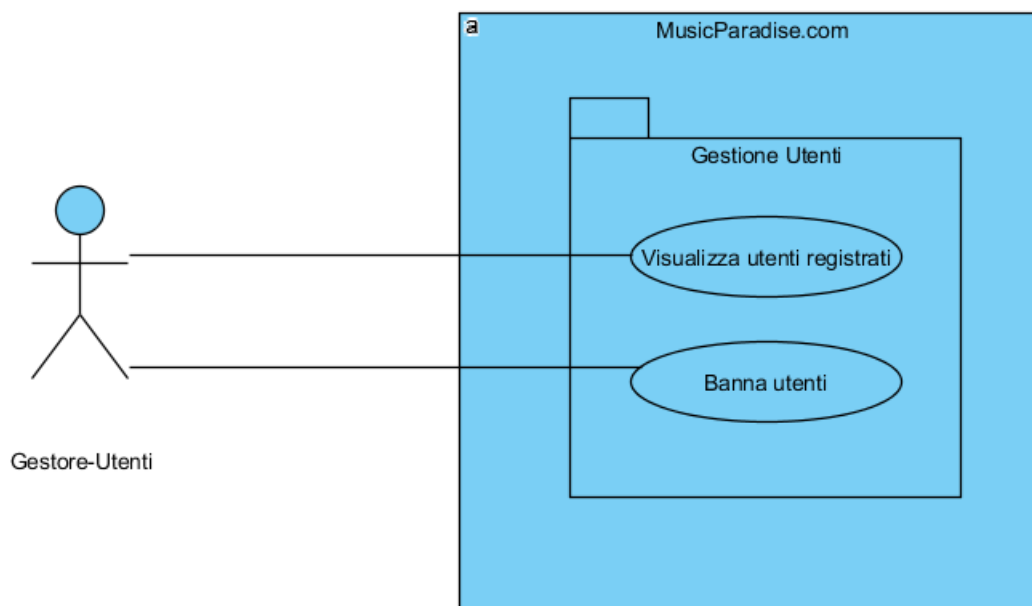 a
MusicParadise.com
Gestione Utenti
Visualizza utenti registrati
Banna utenti
Gestore-Utenti